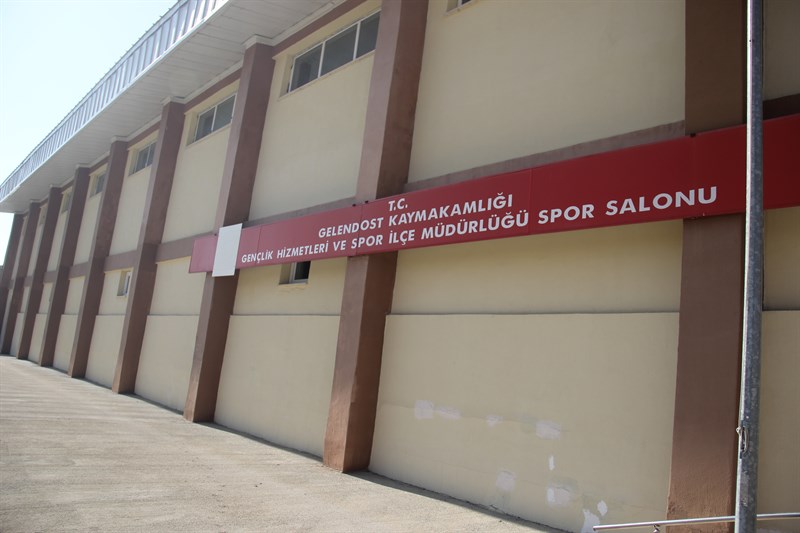 T.C.
GELENDOST KAYMAKAMLIĞI
GENÇLİK HİZMETLERİ VE SPOR İLÇE MÜDÜRLÜĞÜ SPOR SALONU